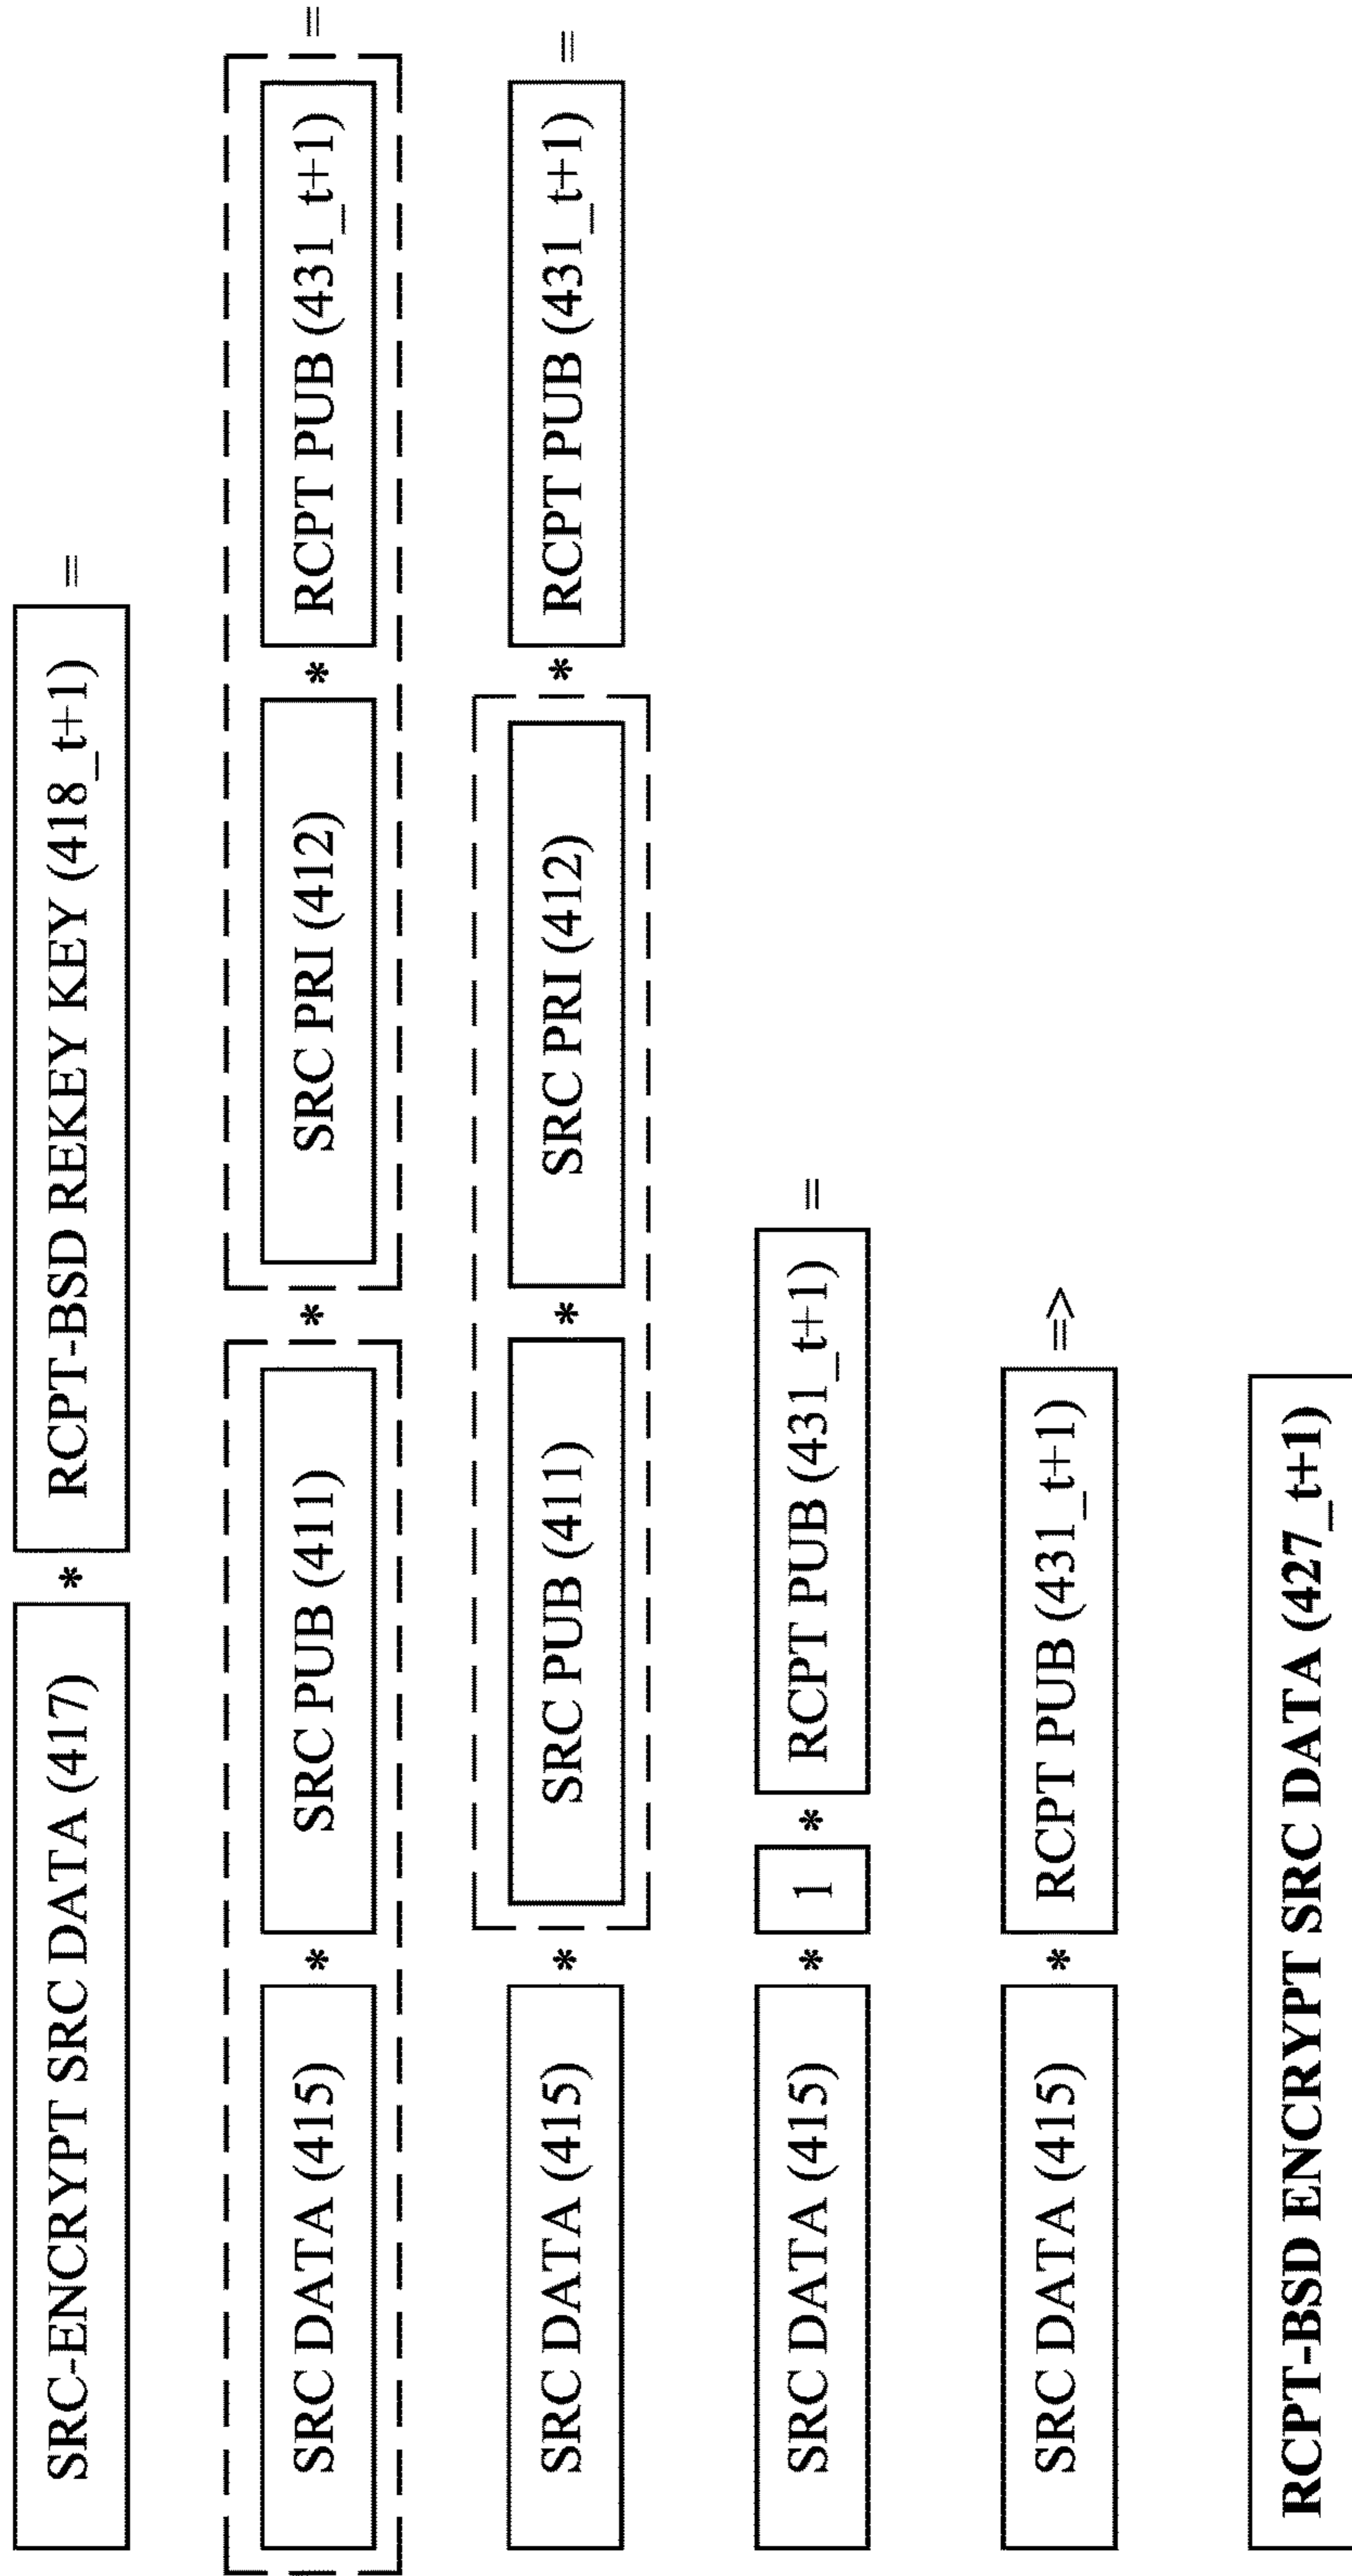 SRC-ENCRYPT SRC DATA (417) * RCPT-BSD REKEY KEY (418_t+1) =
SRC DATA (415) * SRC PUB (411) * SRC PRI (412) * RCPT PUB (431_t+1) =
SRC DATA (415) * SRC PUB (411) * SRC PRI (412) * RCPT PUB (431_t+1) =
SRC DATA (415) * 1 * RCPT PUB (431_t+1) =
SRC DATA (415) * RCPT PUB (431_t+1) =>
RCPT-BSD ENCRYPT SRC DATA (427_t+1)